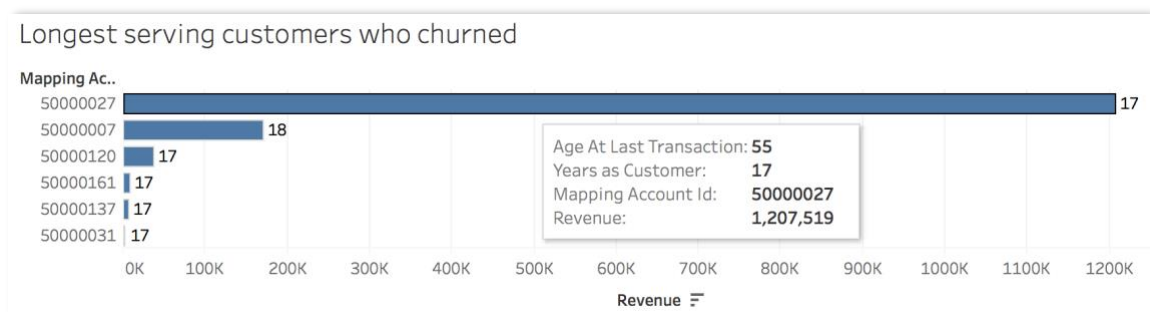 Longest serving customers who churned
Mapping Ac..
50000027 17
50000007 18
50000120 17
50000161 17
50000137 17
50000031 17
Age At Last Transaction: 55
Years as Customer: 17
Mapping Account Id: 50000027
Revenue: 1,207,519
0K 100K 200K 300K 400K 500K 600K 700K 800K 900K 1000K 1100K 1200K
Revenue